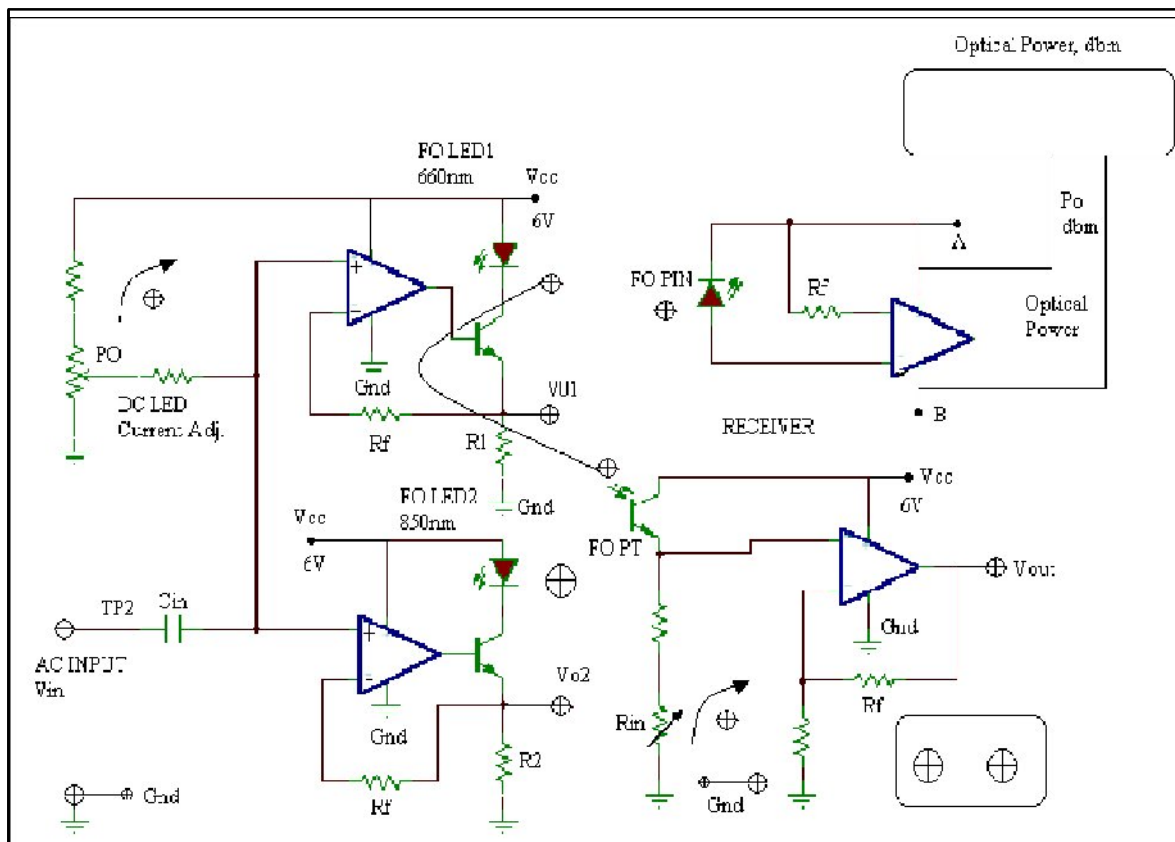 Optical Power, dbm
FO LED1
660nm
Vcc
6V
Po
dbm
A
FO PIN
Rf
Optical
Power
PO
DC LED
Current Adj.
Gnd
Rf
R1
B
RECEIVER
FO LED2
850nm
Gnd
Vcc
6V
Vcc
6V
FO PT
Vout
TP2
Cin
AC INPUT
Vin
Gnd
Vo2
Gnd
Rf
Rin
R2
Rf
Gnd
Gnd